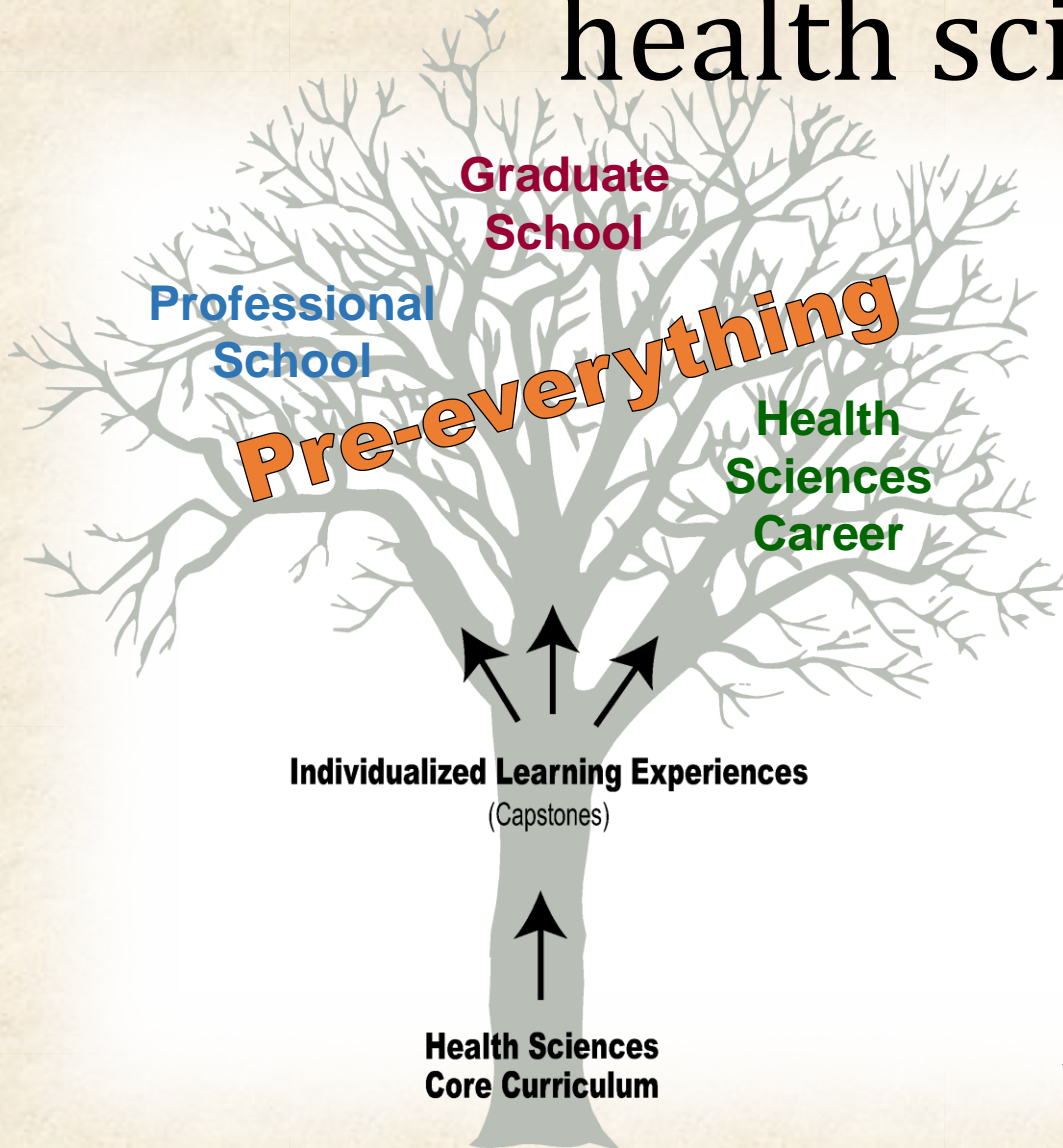 health sci
Graduate
School
Professional
School
Pre-everything
Health
Sciences
Career
Individualized Learning Experiences
(Capstones)
Health Sciences
Core Curriculum